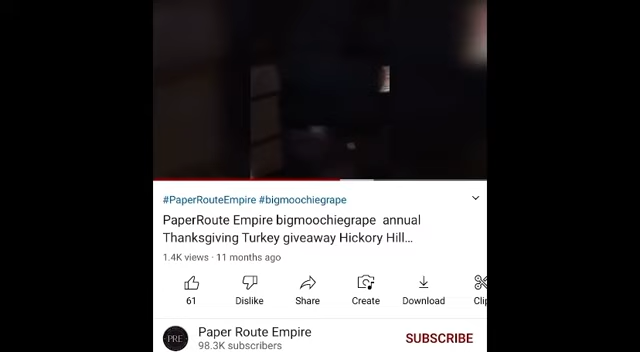 #PaperRouteEmpire #bigmoochiegrape
PaperRoute Empire bigmoochiegrape annual
Thanksgiving Turkey giveaway Hickory Hill...
1.4K views · 11 months ago
61 Dislike Share Create Download Clip
PRE Paper Route Empire SUBSCRIBE
98.3K subscribers